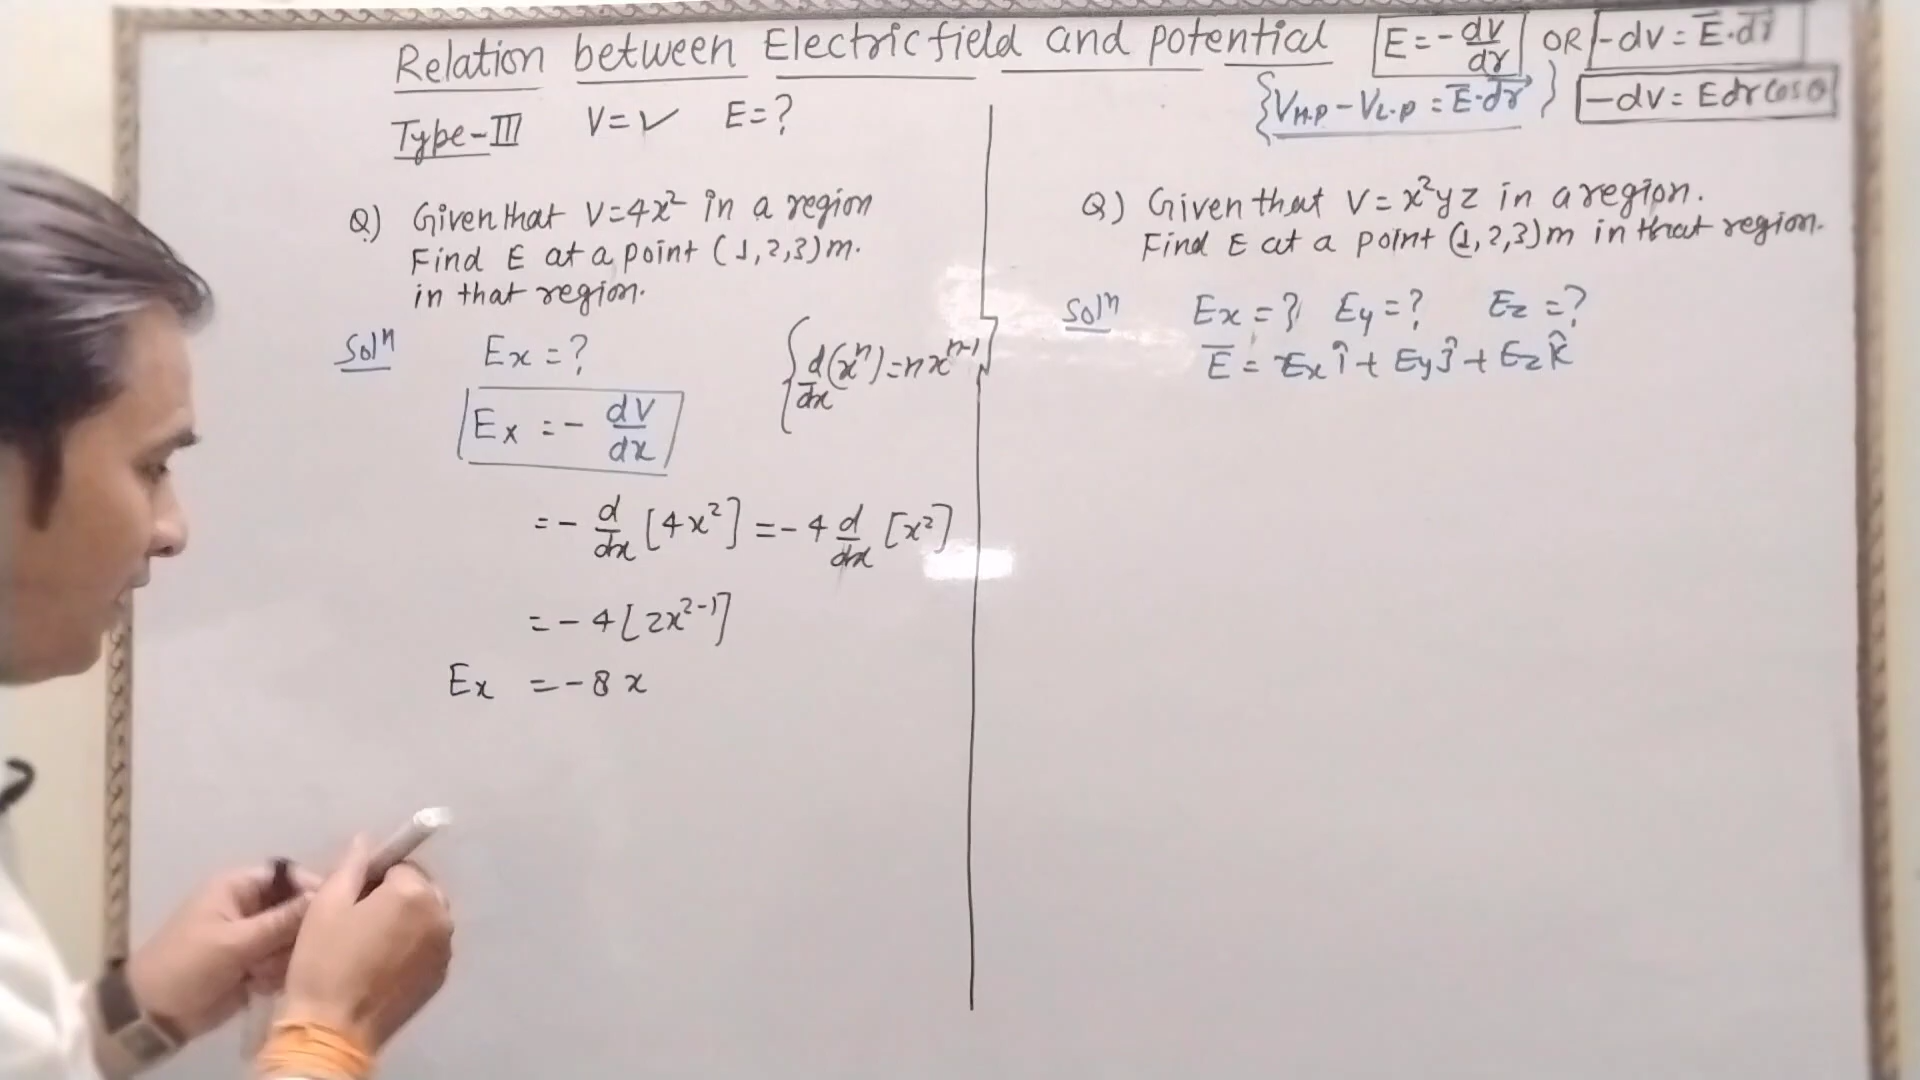 Relation between Electric field and potential E = - dV/dr OR -dV = E⃗·dr⃗
{V_H.P - V_L.P = E⃗·dr⃗} -dV = E dr cosθ
Type-III V=✓ E=?
Q) Given that V=4x² in a region
Find E at a point (1,2,3)m.
in that region.
Solⁿ Ex = ?
{d/dx (xⁿ) = nxⁿ⁻¹}
Ex = - dV/dx
= - d/dx [4x²] = - 4 d/dx [x²]
= - 4[2x²⁻¹]
Ex = - 8x
Q) Given that V = x²yz in a region.
Find E at a point (1,2,3)m in that region.
Solⁿ Ex = ? Ey = ? Ez = ?
E̅ = Ex î + Ey ĵ + Ez k̂